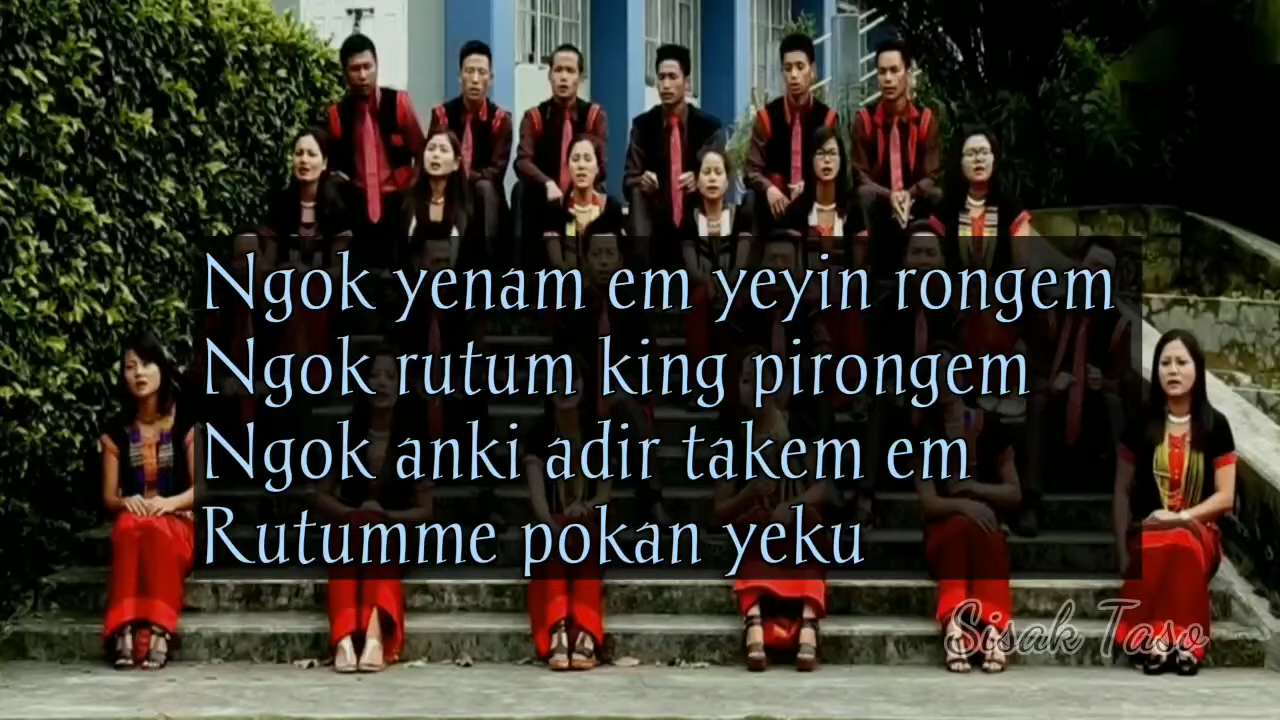 Ngok yenam em yeyin rongem
Ngok rutum king pirongem
Ngok anki adir takem em
Rutumme pokan yeku
Sisak Taso